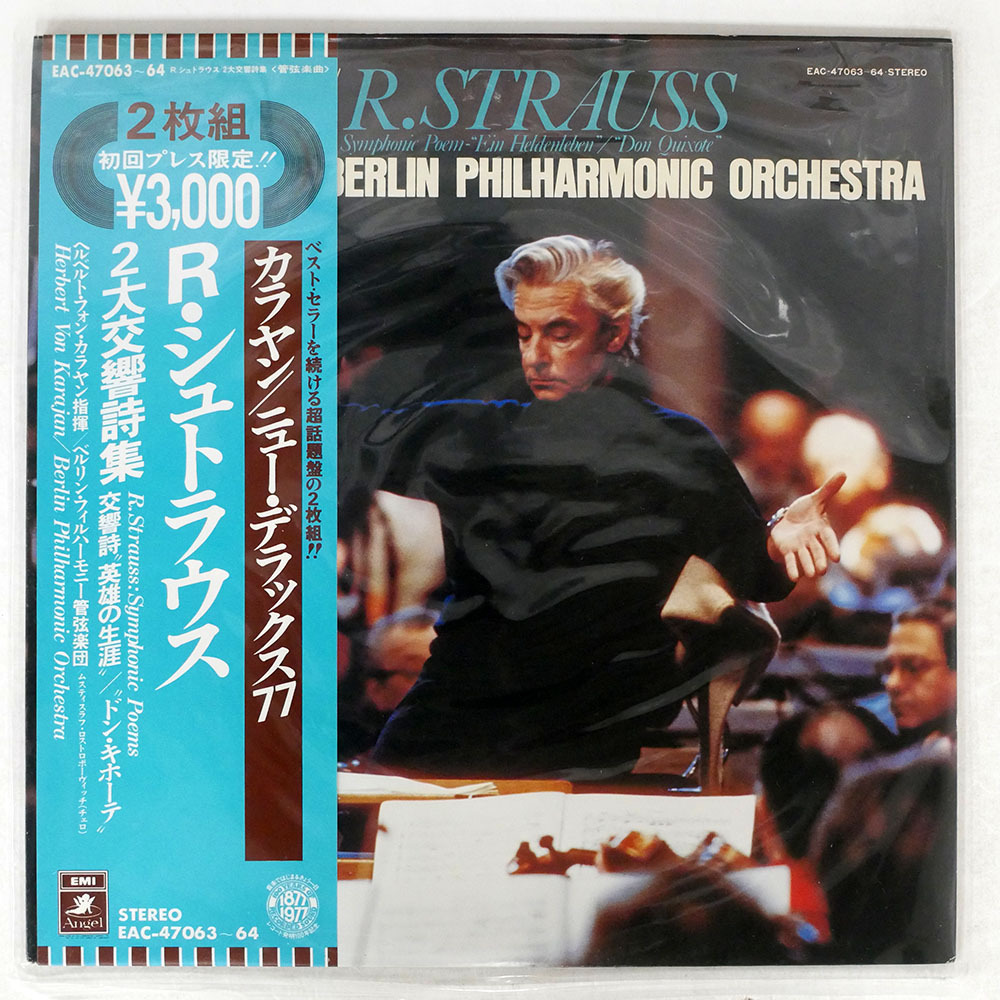 EAC-47063～64 R.シュトラウス/2大交響詩集〈管弦楽曲〉
2枚組
初回プレス限定!!
¥3,000
ベスト・セラーを続ける超話題盤の2枚組!!
カラヤン/ニュー・デラックス77
R・シュトラウス
R.Strauss:Symphonic Poems
2大交響詩集 交響詩“英雄の生涯”/“ドン・キホーテ”
ヘルベルト・フォン・カラヤン指揮/ベルリン・フィルハーモニー管弦楽団 ムスティスラフ・ロストロポーヴィッチ(チェロ)
Herbert Von Karajan/Berlin Philharmonic Orchestra
EMI
Angel
STEREO
EAC-47063～64
1877
1977
EAC-47063~64・STEREO
R.STRAUSS
Symphonic Poem-“Ein Heldenleben”/“Don Quixote”
BERLIN PHILHARMONIC ORCHESTRA